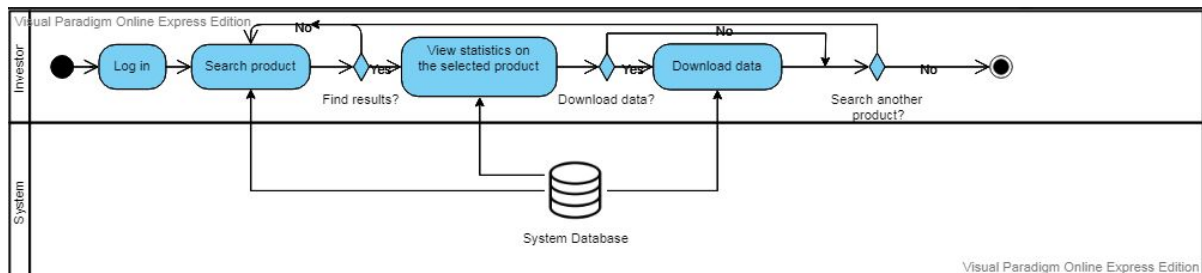 Visual Paradigm Online Express Edition
Investor
Log in
Search product
No
Yes
Find results?
View statistics on
the selected product
No
Yes
Download data?
Download data
No
Search another
product?
System
System Database
Visual Paradigm Online Express Edition